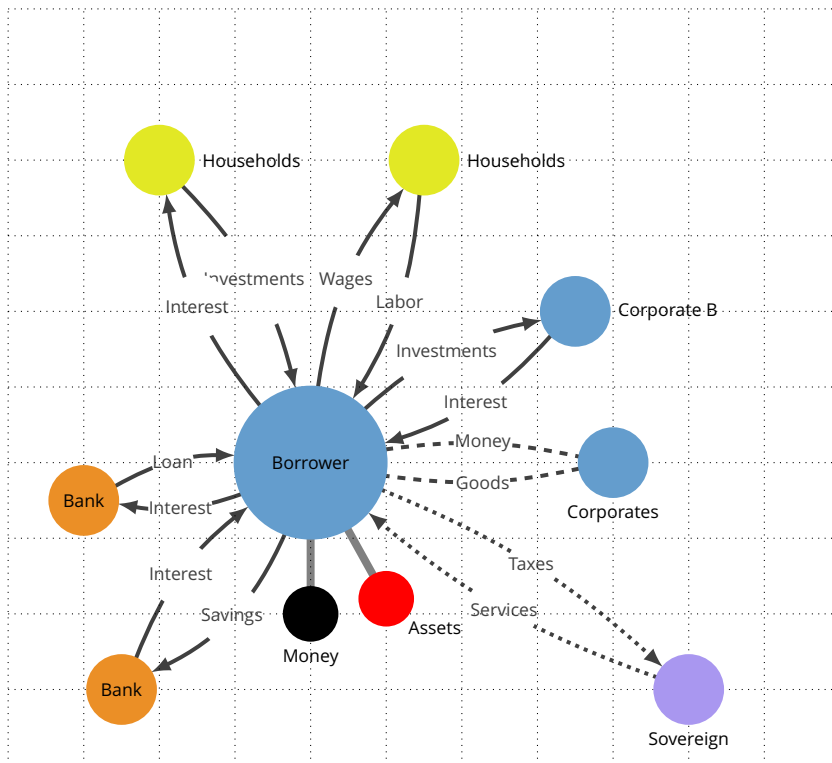 Households
Households
Investments
Wages
Interest
Labor
Corporate B
Investments
Interest
Money
Loan
Borrower
Goods
Bank
Interest
Corporates
Taxes
Interest
Services
Savings
Assets
Money
Bank
Sovereign